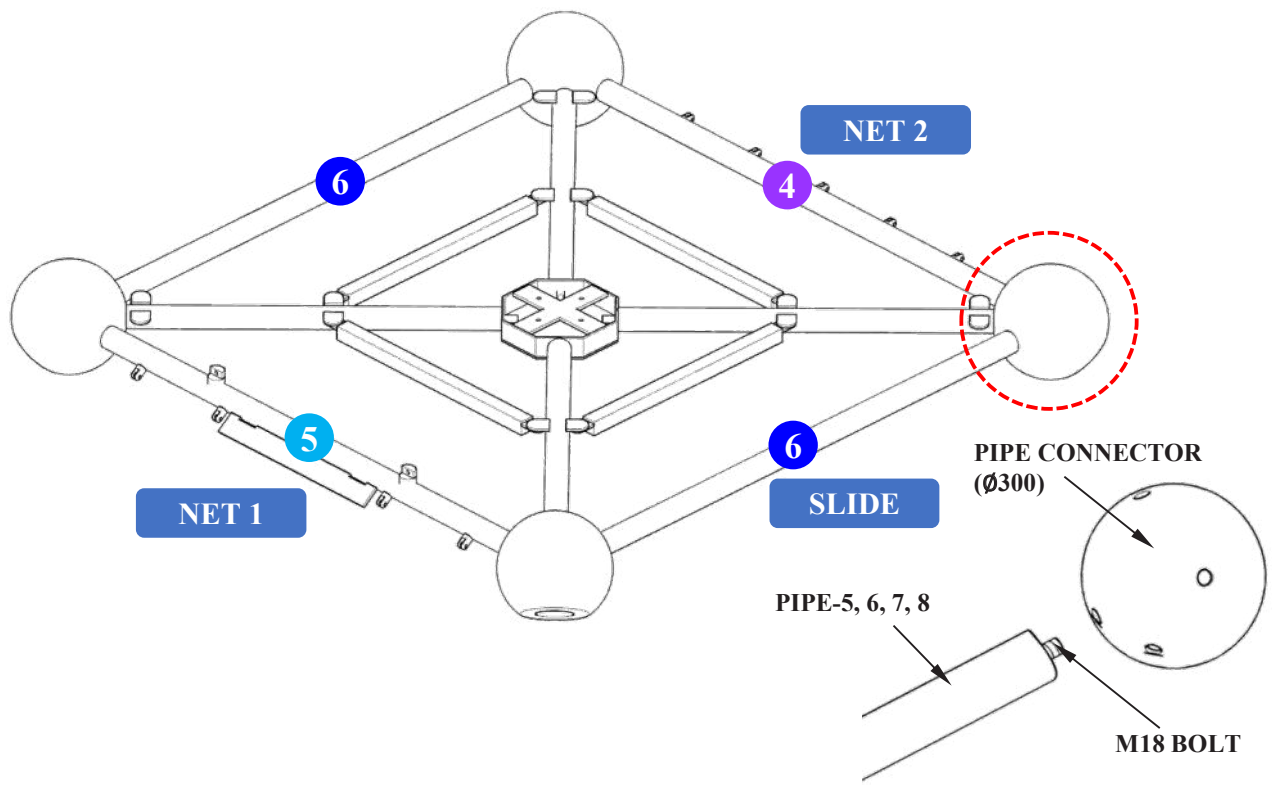 NET 2
6
4
5
6
NET 1
SLIDE
PIPE CONNECTOR
(Ø300)
PIPE-5, 6, 7, 8
M18 BOLT